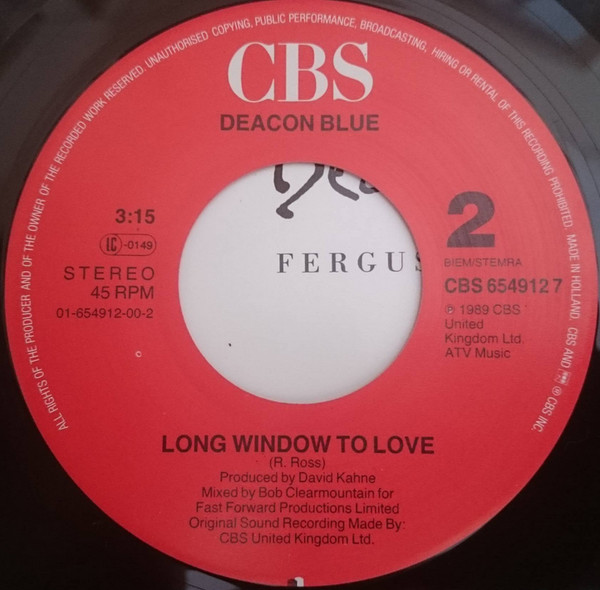 ALL RIGHTS OF THE PRODUCER AND OF THE OWNER OF THE RECORDED WORK RESERVED. UNAUTHORISED COPYING, PUBLIC PERFORMANCE, BROADCASTING, HIRING OR RENTAL OF THIS RECORDING PROHIBITED. MADE IN HOLLAND. CBS AND ® CBS INC.
CBS
DEACON BLUE
3:15
LC-0149
STEREO
45 RPM
01-654912-00-2
FERGUS
2
BIEM/STEMRA
CBS 654912 7
℗ 1989 CBS
United
Kingdom Ltd.
ATV Music
LONG WINDOW TO LOVE
(R. Ross)
Produced by David Kahne
Mixed by Bob Clearmountain for
Fast Forward Productions Limited
Original Sound Recording Made By:
CBS United Kingdom Ltd.